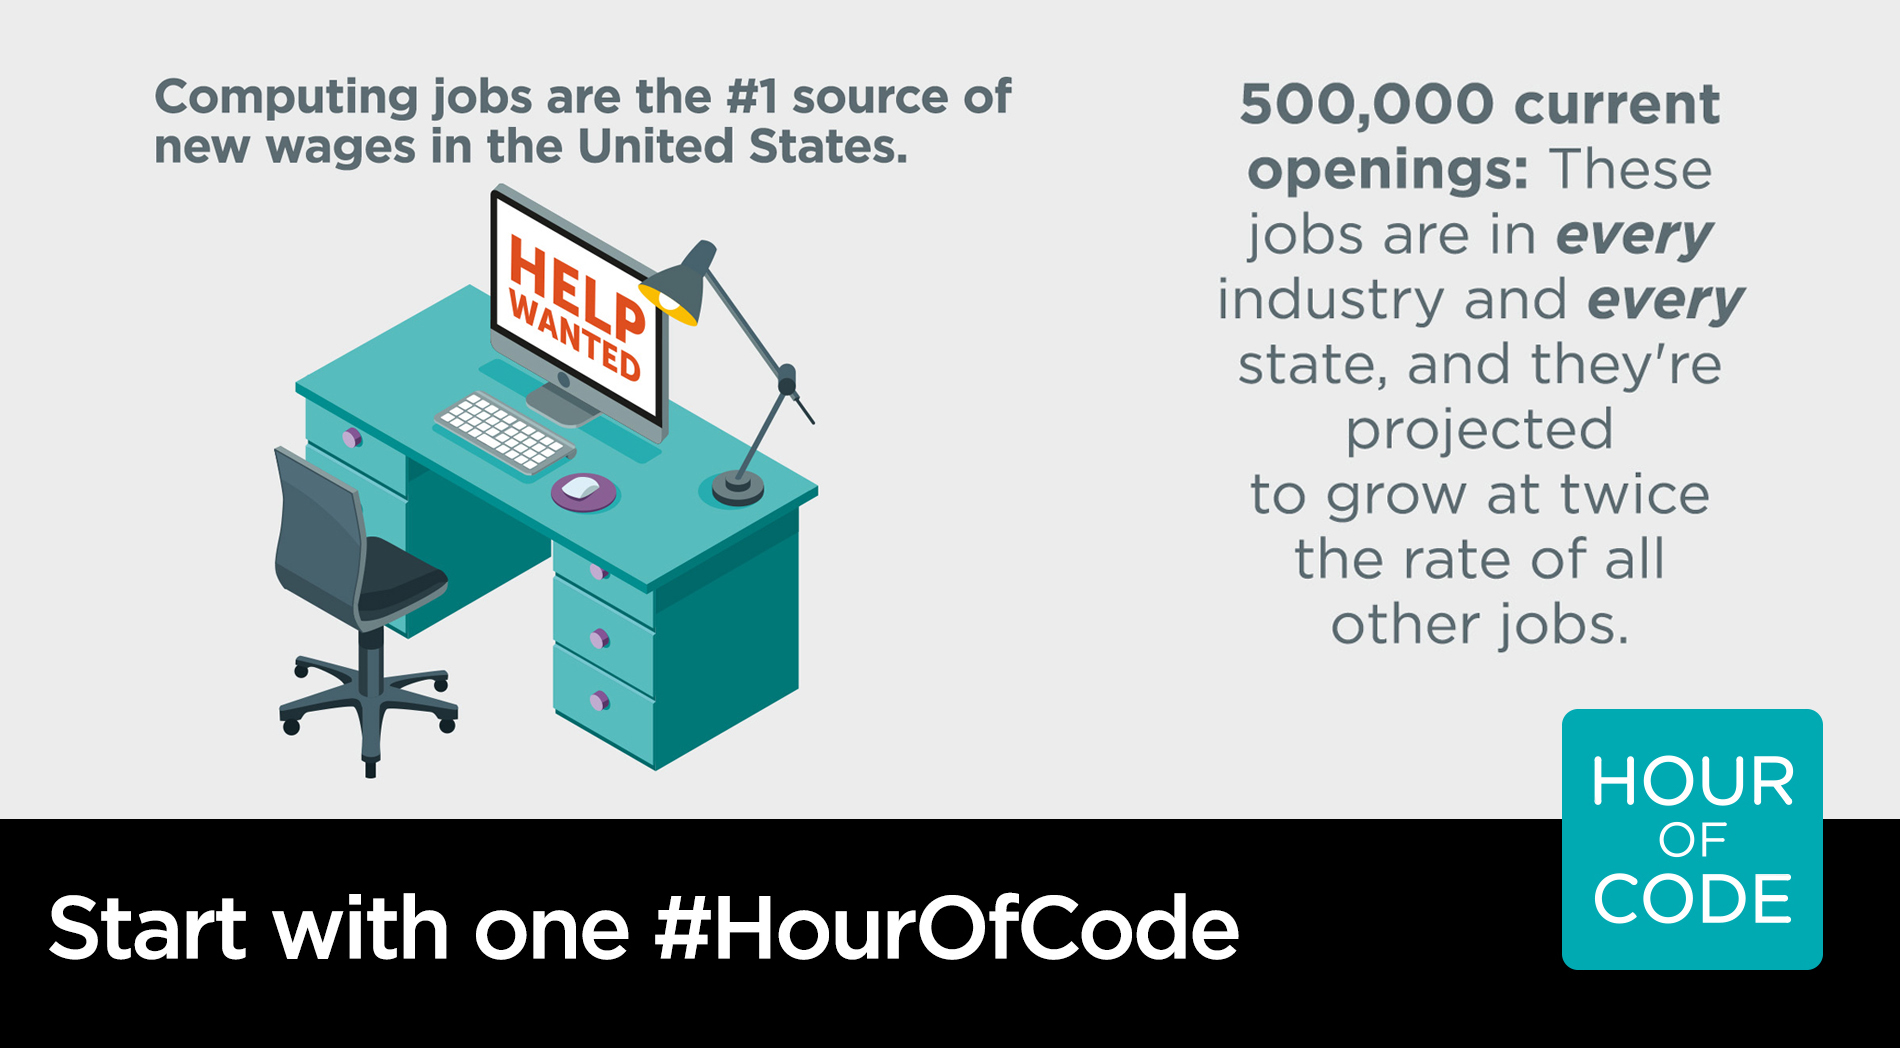 Computing jobs are the #1 source of
new wages in the United States.
HELP
WANTED
500,000 current
openings: These
jobs are in every
industry and every
state, and they're
projected
to grow at twice
the rate of all
other jobs.
HOUR
OF
CODE
Start with one #HourOfCode